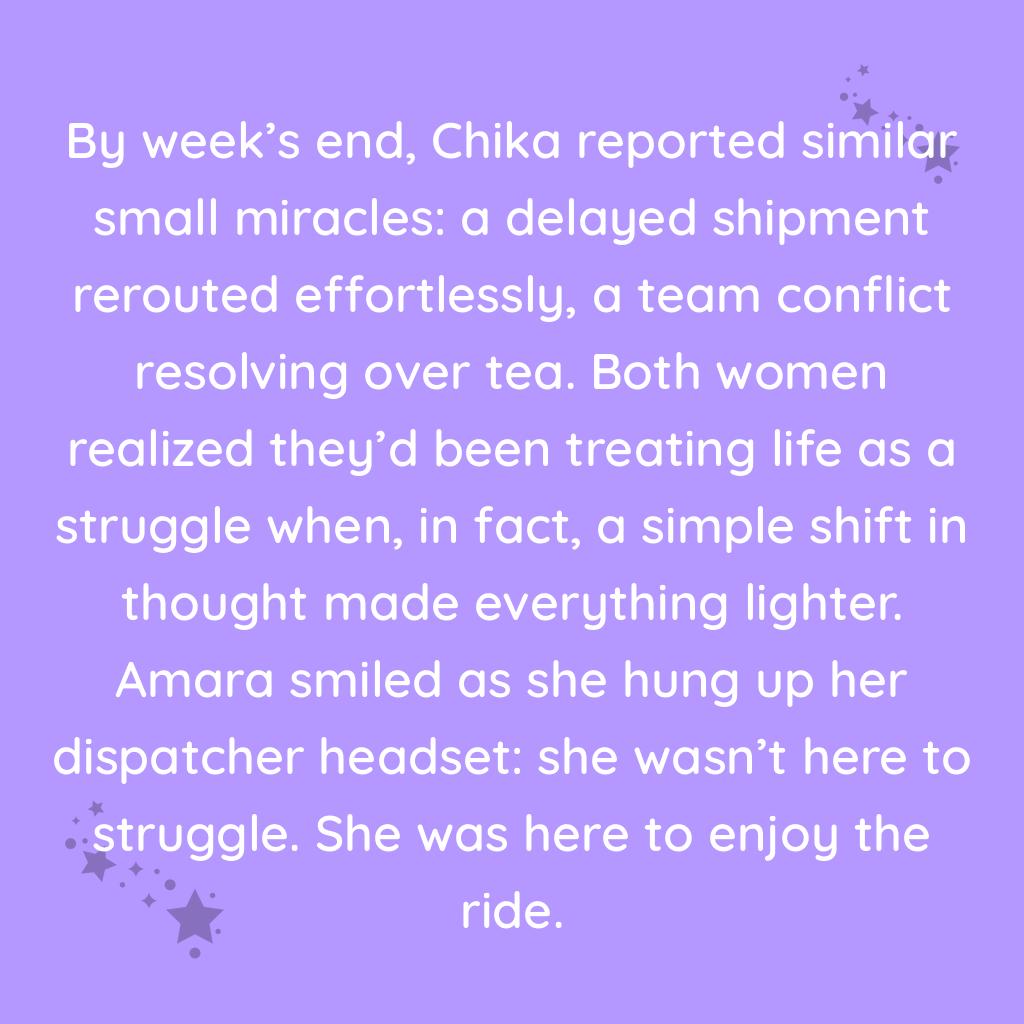 By week’s end, Chika reported similar
small miracles: a delayed shipment
rerouted effortlessly, a team conflict
resolving over tea. Both women
realized they’d been treating life as a
struggle when, in fact, a simple shift in
thought made everything lighter.
Amara smiled as she hung up her
dispatcher headset: she wasn’t here to
struggle. She was here to enjoy the
ride.